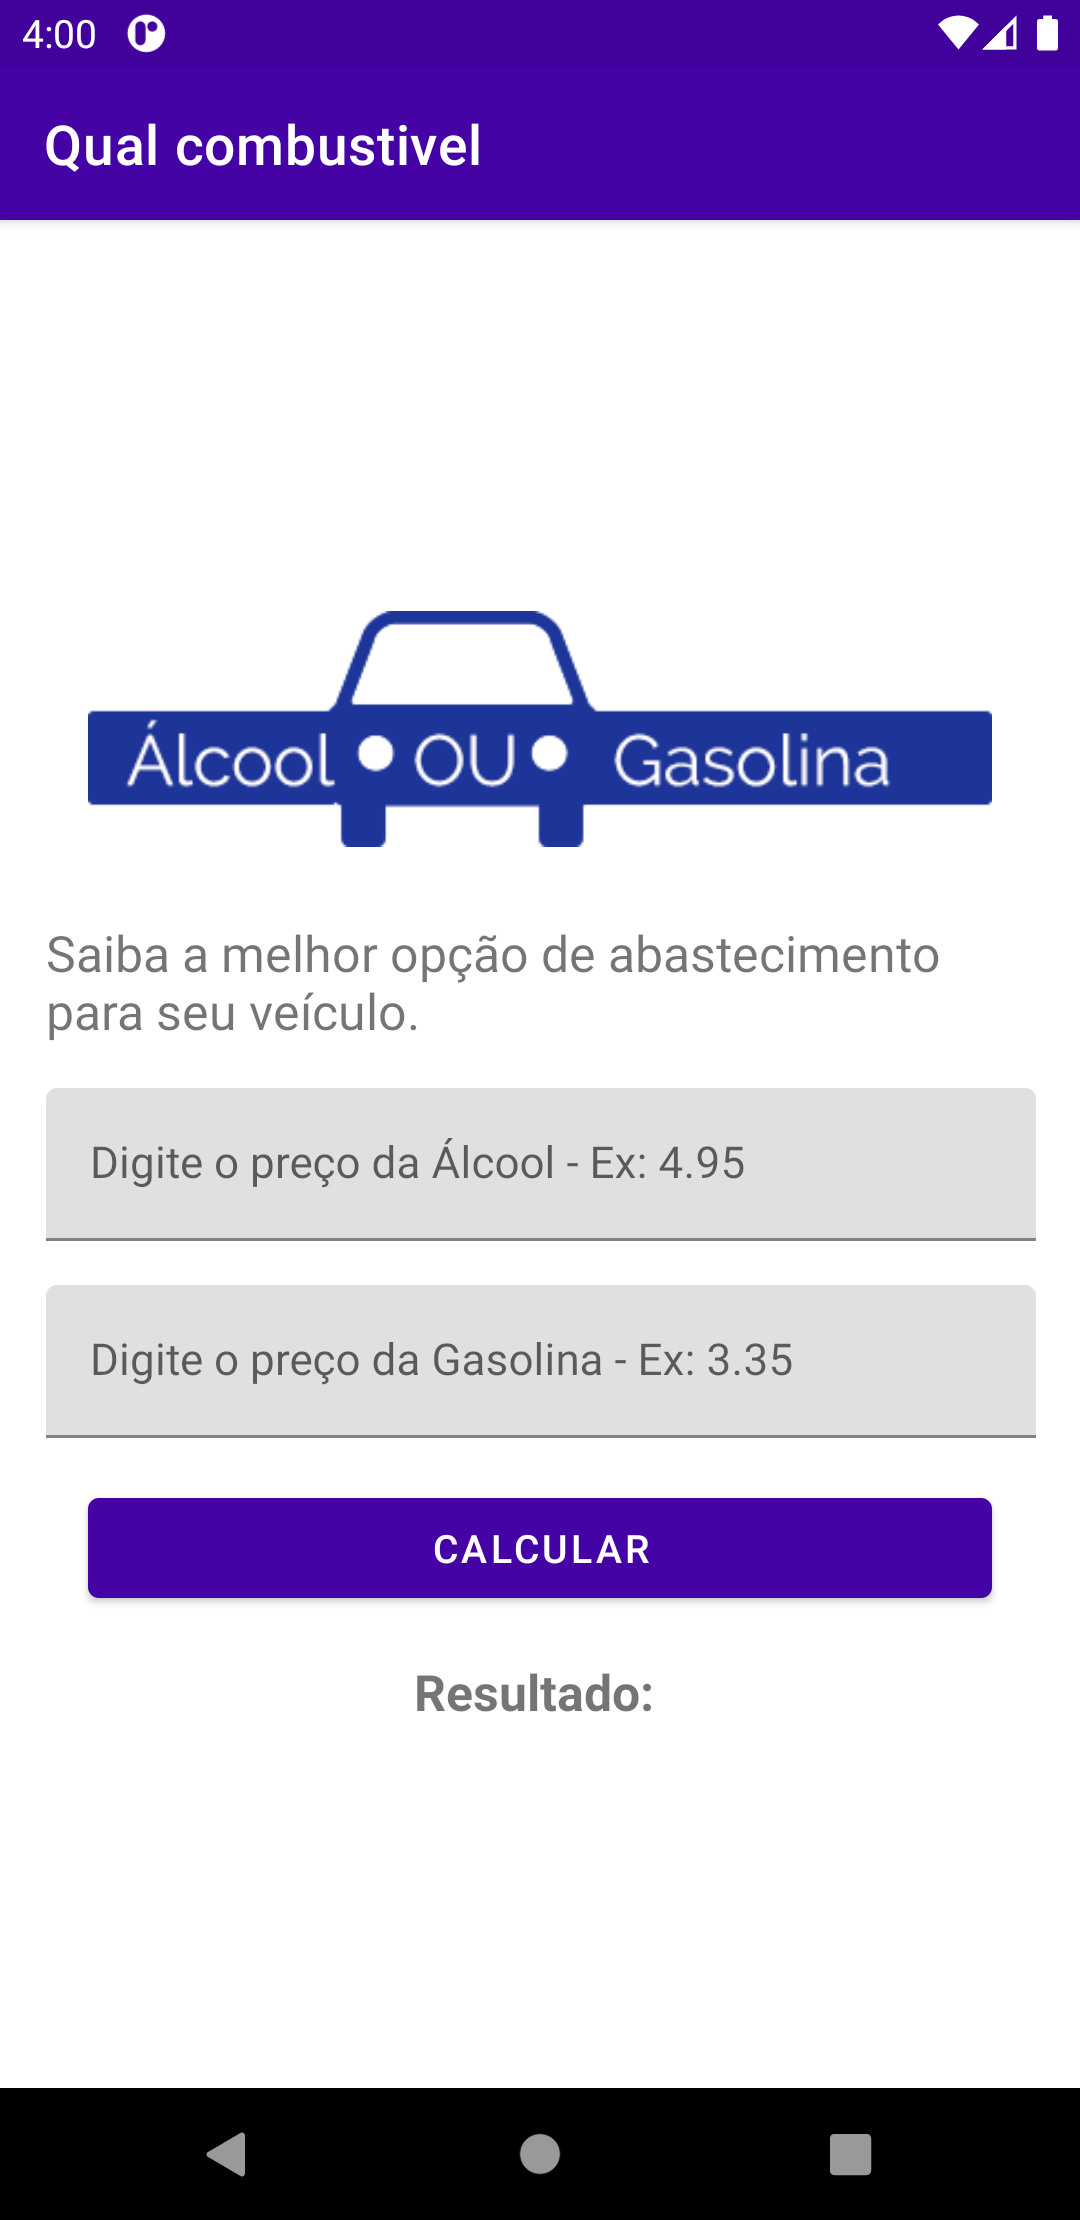 4:00
Qual combustivel
Álcool OU Gasolina
Saiba a melhor opção de abastecimento
para seu veículo.
Digite o preço da Álcool - Ex: 4.95
Digite o preço da Gasolina - Ex: 3.35
CALCULAR
Resultado: